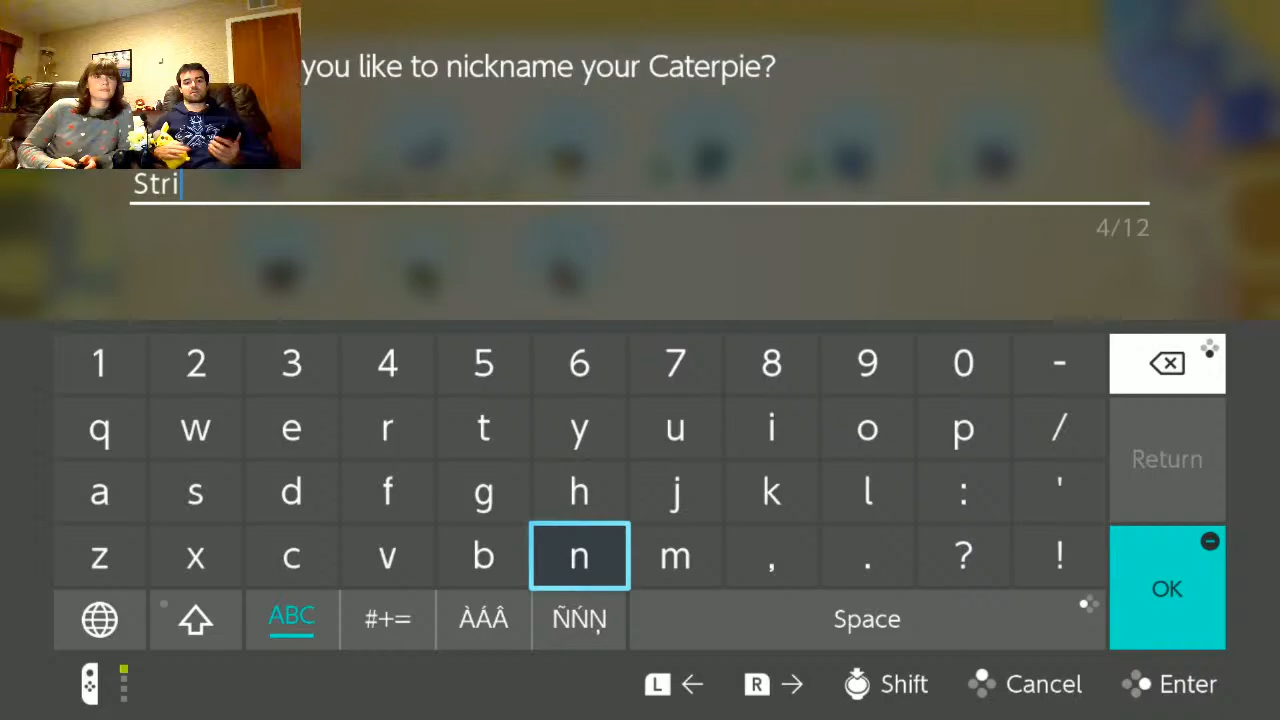 you like to nickname your Caterpie?
Stri
4/12
1 2 3 4 5 6 7 8 9 0 -
q w e r t y u i o p /
a s d f g h j k l : '
Return
z x c v b n m , . ? !
OK
ABC #+= ÀÁÂ ÑŃŅ Space
L ← R → Shift Cancel Enter